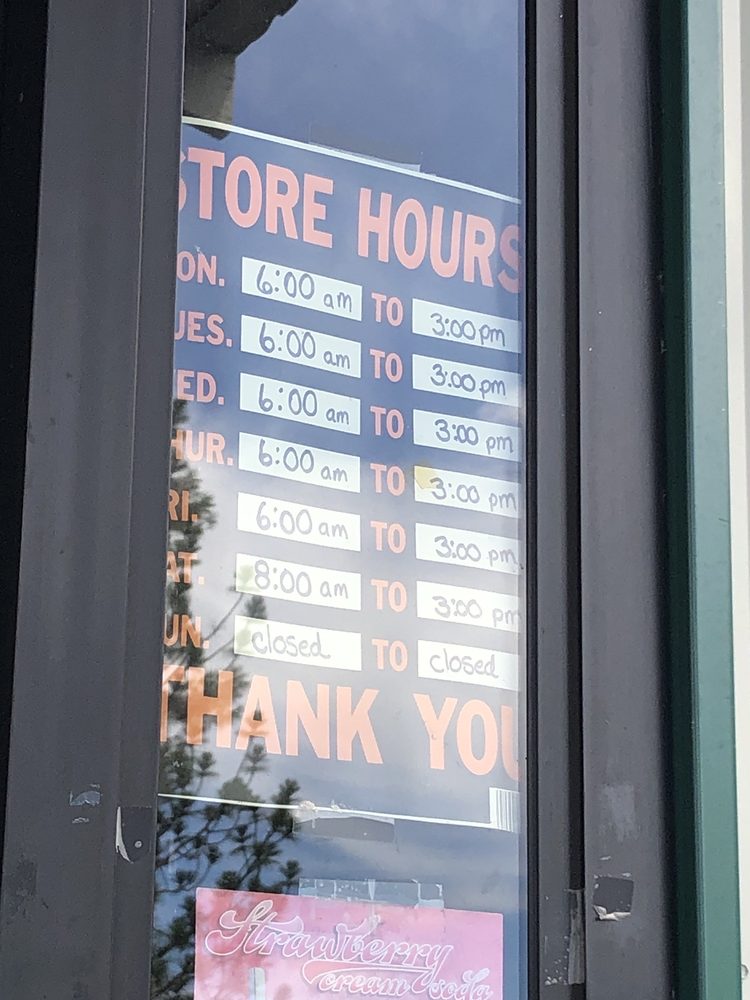 STORE HOURS
ON. 6:00 am TO 3:00 pm
UES. 6:00 am TO 3:00 pm
ED. 6:00 am TO 3:00 pm
HUR. 6:00 am TO 3:00 pm
RI. 6:00 am TO 3:00 pm
AT. 8:00 am TO 3:00 pm
UN. closed TO closed
THANK YOU
Strawberry
cream soda